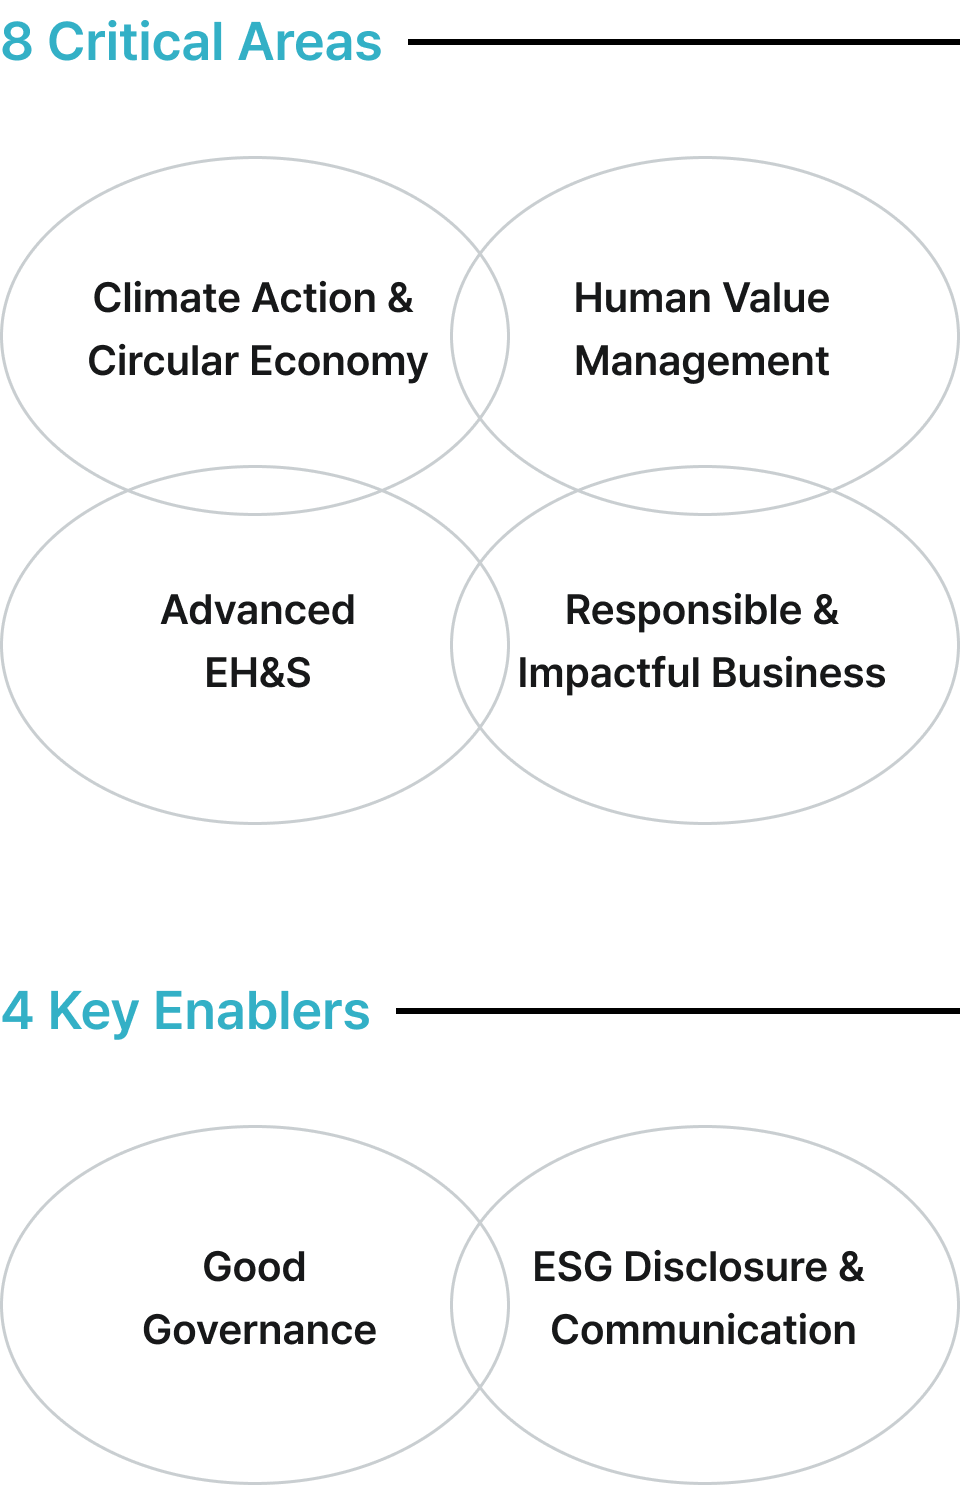 8 Critical Areas
Climate Action &
Circular Economy
Human Value
Management
Advanced
EH&S
Responsible &
Impactful Business
4 Key Enablers
Good
Governance
ESG Disclosure &
Communication